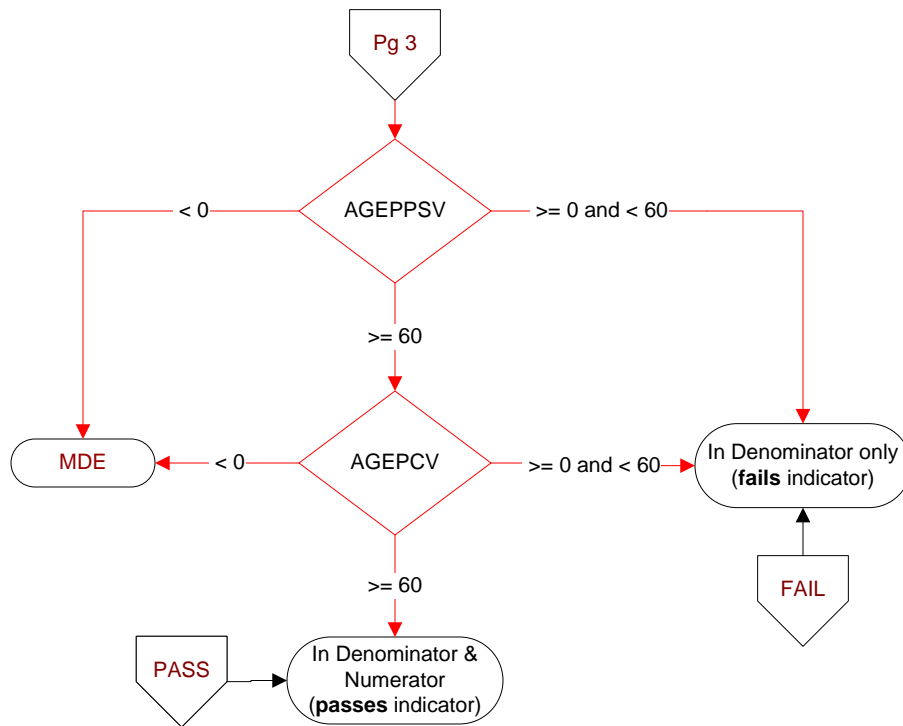 Pg 3
AGEPPSV
< 0
>= 0 and < 60
>= 60
MDE
< 0
AGEPCV
>= 0 and < 60
In Denominator only
(fails indicator)
FAIL
>= 60
PASS
In Denominator &
Numerator
(passes indicator)